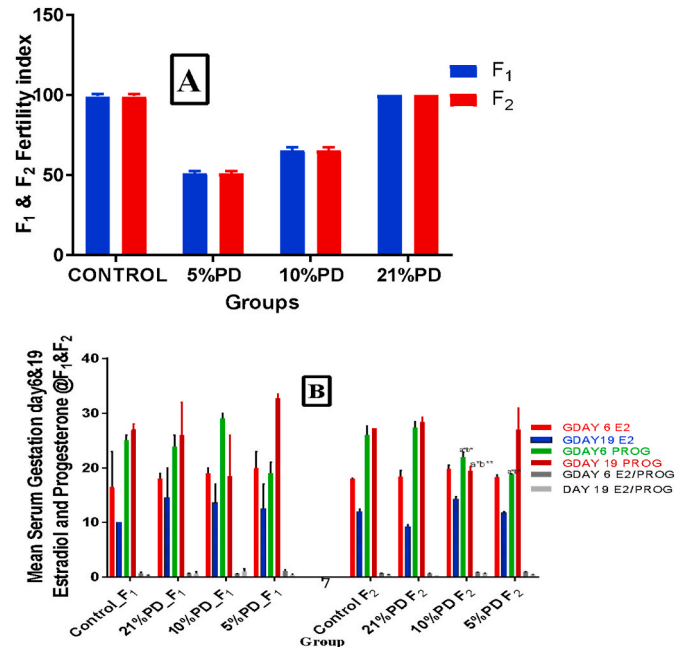 150
100
50
0
F1 & F2 Fertility index
A
F1
F2
CONTROL 5%PD 10%PD 21%PD
Groups
Mean Serum Gestation day6&19
Estradiol and Progesterone @F1&F2
40
30
20
10
0
B
GDAY 6 E2
GDAY19 E2
GDAY6 PROG
GDAY 19 PROG
GDAY 6 E2/PROG
DAY 19 E2/PROG
a*b*
a*b**
7
Control_F1 21%PD_F1 10%PD_F1 5%PD_F1 Control F2 21%PD F2 10%PD F2 5%PD F2
Group